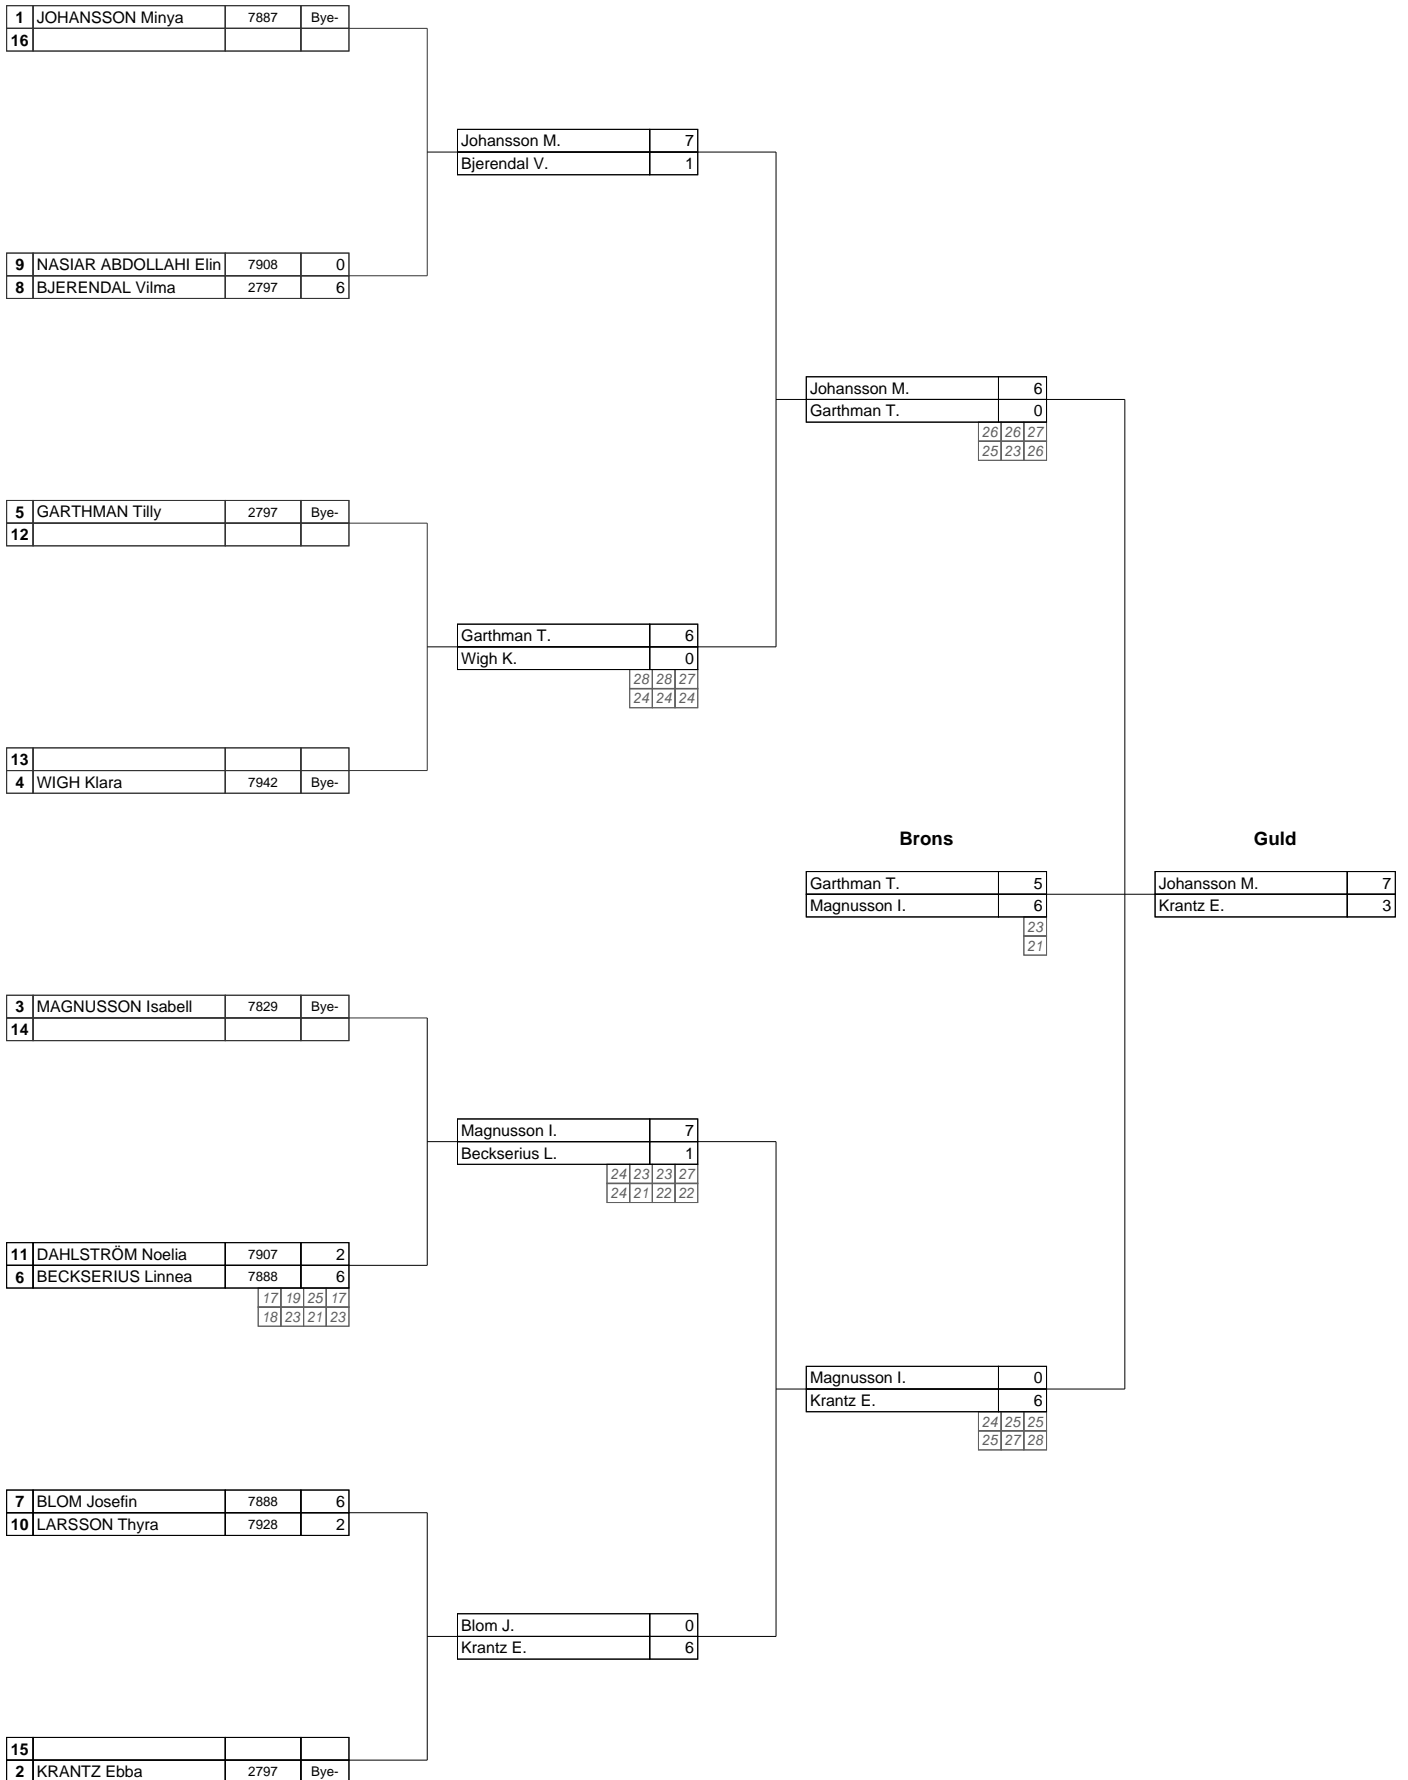 1 JOHANSSON Minya 7887 Bye-
16
Johansson M. 7
Bjerendal V. 1
9 NASIAR ABDOLLAHI Elin 7908 0
8 BJERENDAL Vilma 2797 6
Johansson M. 6
Garthman T. 0
26 26 27
25 23 26
5 GARTHMAN Tilly 2797 Bye-
12
Garthman T. 6
Wigh K. 0
28 28 27
24 24 24
13
4 WIGH Klara 7942 Bye-
Brons Guld
Garthman T. 5 Johansson M. 7
Magnusson I. 6 Krantz E. 3
23
21
3 MAGNUSSON Isabell 7829 Bye-
14
Magnusson I. 7
Beckserius L. 1
24 23 23 27
24 21 22 22
11 DAHLSTRÖM Noelia 7907 2
6 BECKSERIUS Linnea 7888 6
17 19 25 17
18 23 21 23
Magnusson I. 0
Krantz E. 6
24 25 25
25 27 28
7 BLOM Josefin 7888 6
10 LARSSON Thyra 7928 2
Blom J. 0
Krantz E. 6
15
2 KRANTZ Ebba 2797 Bye-